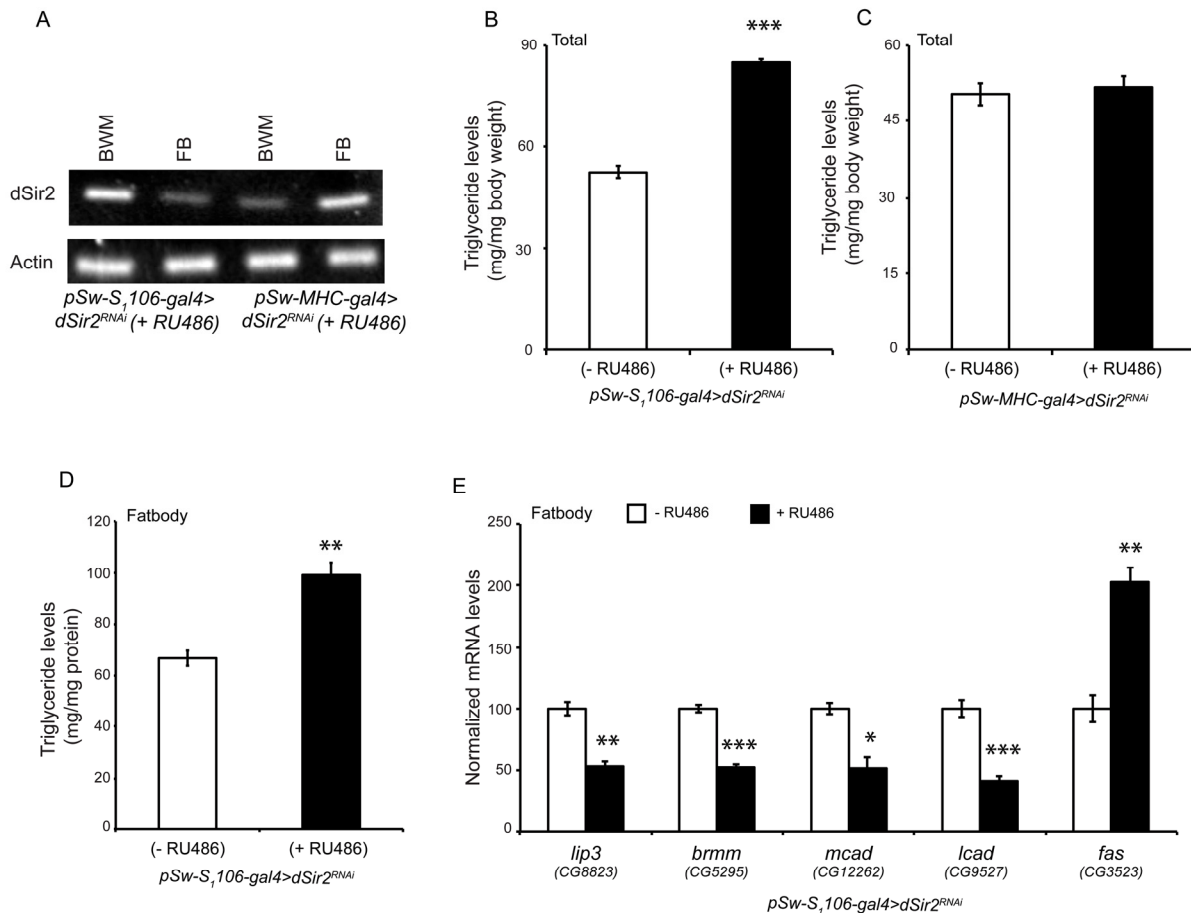 A
BWM
FB
BWM
FB
dSir2
Actin
pSw-S₁106-gal4>
dSir2ᴿᴺᴬⁱ (+ RU486)
pSw-MHC-gal4>
dSir2ᴿᴺᴬⁱ (+ RU486)
B
Total
***
Triglyceride levels
(mg/mg body weight)
90
60
30
0
(- RU486)
(+ RU486)
pSw-S₁106-gal4>dSir2ᴿᴺᴬⁱ
C
Total
Triglyceride levels
(mg/mg body weight)
60
45
30
15
0
(- RU486)
(+ RU486)
pSw-MHC-gal4>dSir2ᴿᴺᴬⁱ
D
Fatbody
**
Triglyceride levels
(mg/mg protein)
120
100
80
60
40
20
0
(- RU486)
(+ RU486)
pSw-S₁106-gal4>dSir2ᴿᴺᴬⁱ
E
Fatbody
- RU486
+ RU486
Normalized mRNA levels
250
200
150
100
50
0
**
***
*
***
**
lip3
(CG8823)
brmm
(CG5295)
mcad
(CG12262)
lcad
(CG9527)
fas
(CG3523)
pSw-S₁106-gal4>dSir2ᴿᴺᴬⁱ